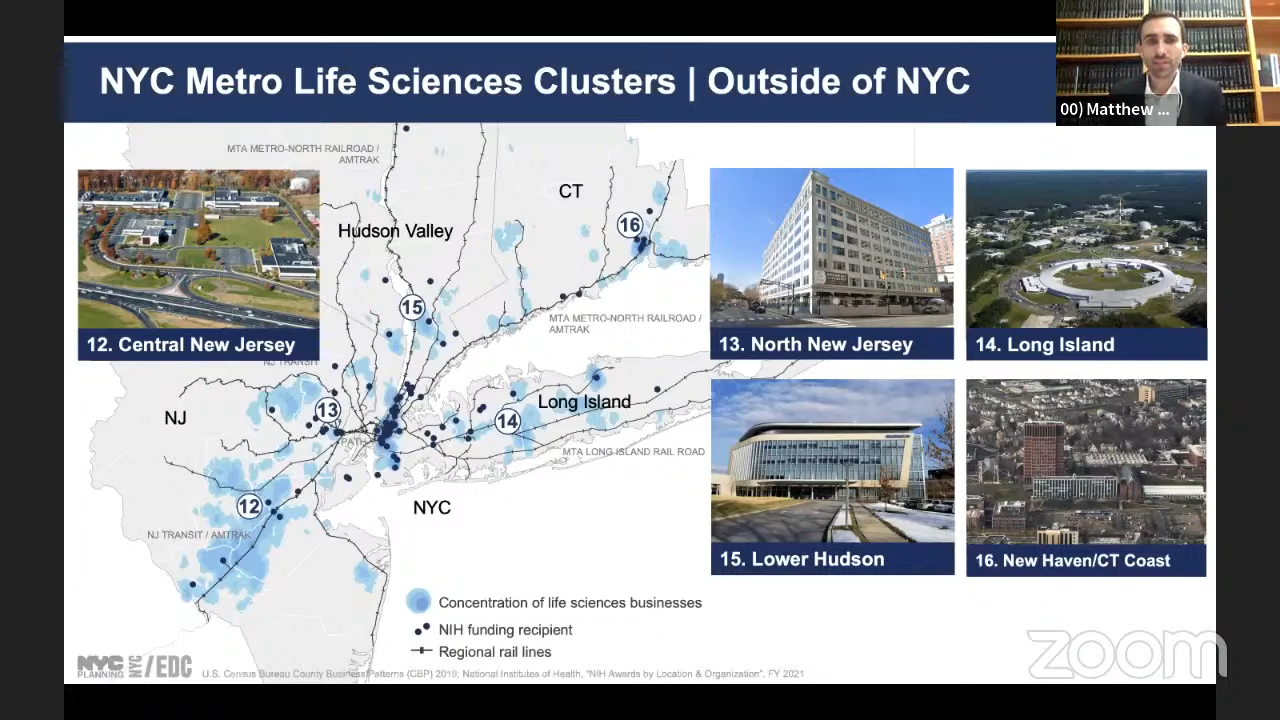 NYC Metro Life Sciences Clusters | Outside of NYC
00) Matthew ...
MTA METRO-NORTH RAILROAD /
AMTRAK
CT
Hudson Valley
16
15
MTA METRO-NORTH RAILROAD /
AMTRAK
12. Central New Jersey
13. North New Jersey
14. Long Island
NJ TRANSIT
NJ
13
Long Island
14
PATH
MTA LONG ISLAND RAIL ROAD
12
NYC
NJ TRANSIT / AMTRAK
15. Lower Hudson
16. New Haven/CT Coast
Concentration of life sciences businesses
NIH funding recipient
Regional rail lines
zoom
NYC
PLANNING
NYC
/EDC
U.S. Census Bureau County Business Patterns (CBP) 2019; National Institutes of Health, "NIH Awards by Location & Organization", FY 2021